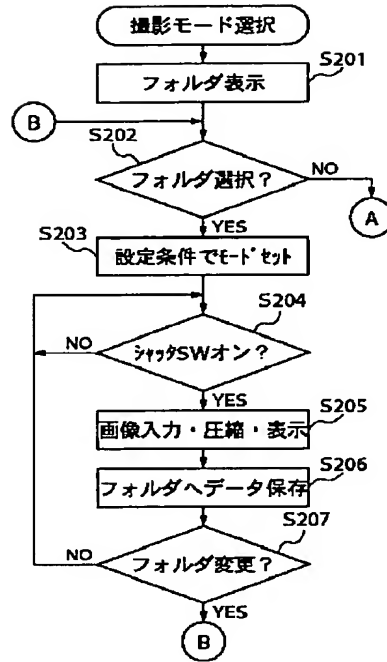 撮影モード選択
S201
フォルダ表示
B
S202
フォルダ選択？
NO
A
YES
S203
設定条件でモードセット
S204
NO
シャッタSWオン？
YES
S205
画像入力・圧縮・表示
S206
フォルダへデータ保存
S207
NO
フォルダ変更？
YES
B